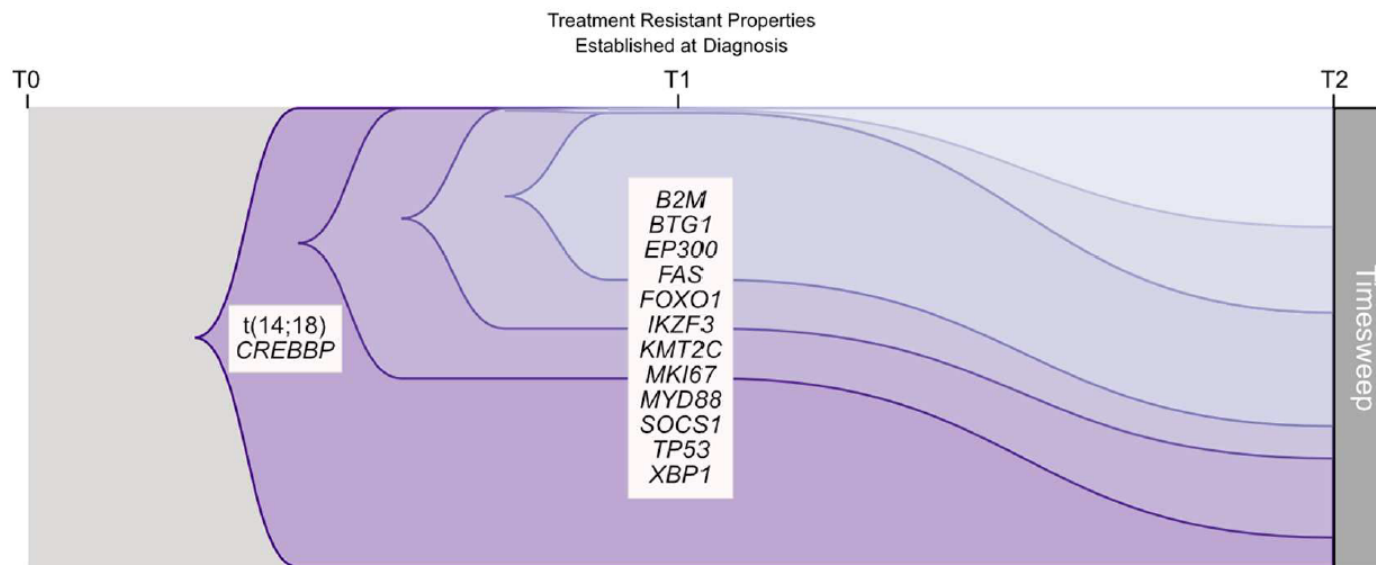 Treatment Resistant Properties
Established at Diagnosis
T0
T1
T2
t(14;18)
CREBBP
B2M
BTG1
EP300
FAS
FOXO1
IKZF3
KMT2C
MKI67
MYD88
SOCS1
TP53
XBP1
Timesweep